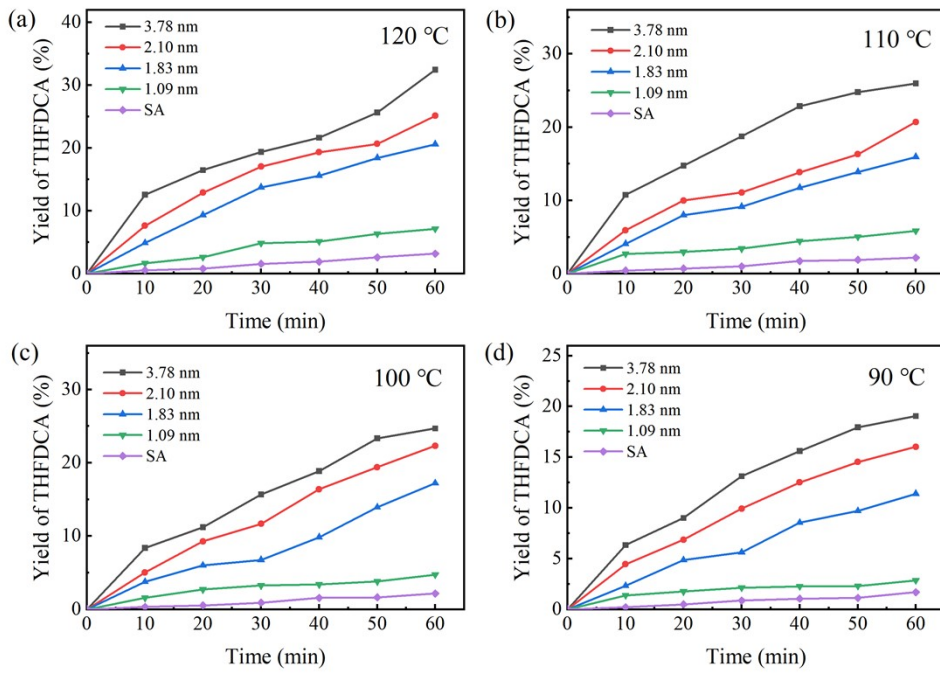 (a)
120 °C
3.78 nm
2.10 nm
1.83 nm
1.09 nm
SA
Yield of THFDCA (%)
40
30
20
10
0
0 10 20 30 40 50 60
Time (min)
(b)
110 °C
3.78 nm
2.10 nm
1.83 nm
1.09 nm
SA
Yield of THFDCA (%)
30
20
10
0
0 10 20 30 40 50 60
Time (min)
(c)
100 °C
3.78 nm
2.10 nm
1.83 nm
1.09 nm
SA
Yield of THFDCA (%)
30
20
10
0
0 10 20 30 40 50 60
Time (min)
(d)
90 °C
3.78 nm
2.10 nm
1.83 nm
1.09 nm
SA
Yield of THFDCA (%)
25
20
15
10
5
0
0 10 20 30 40 50 60
Time (min)